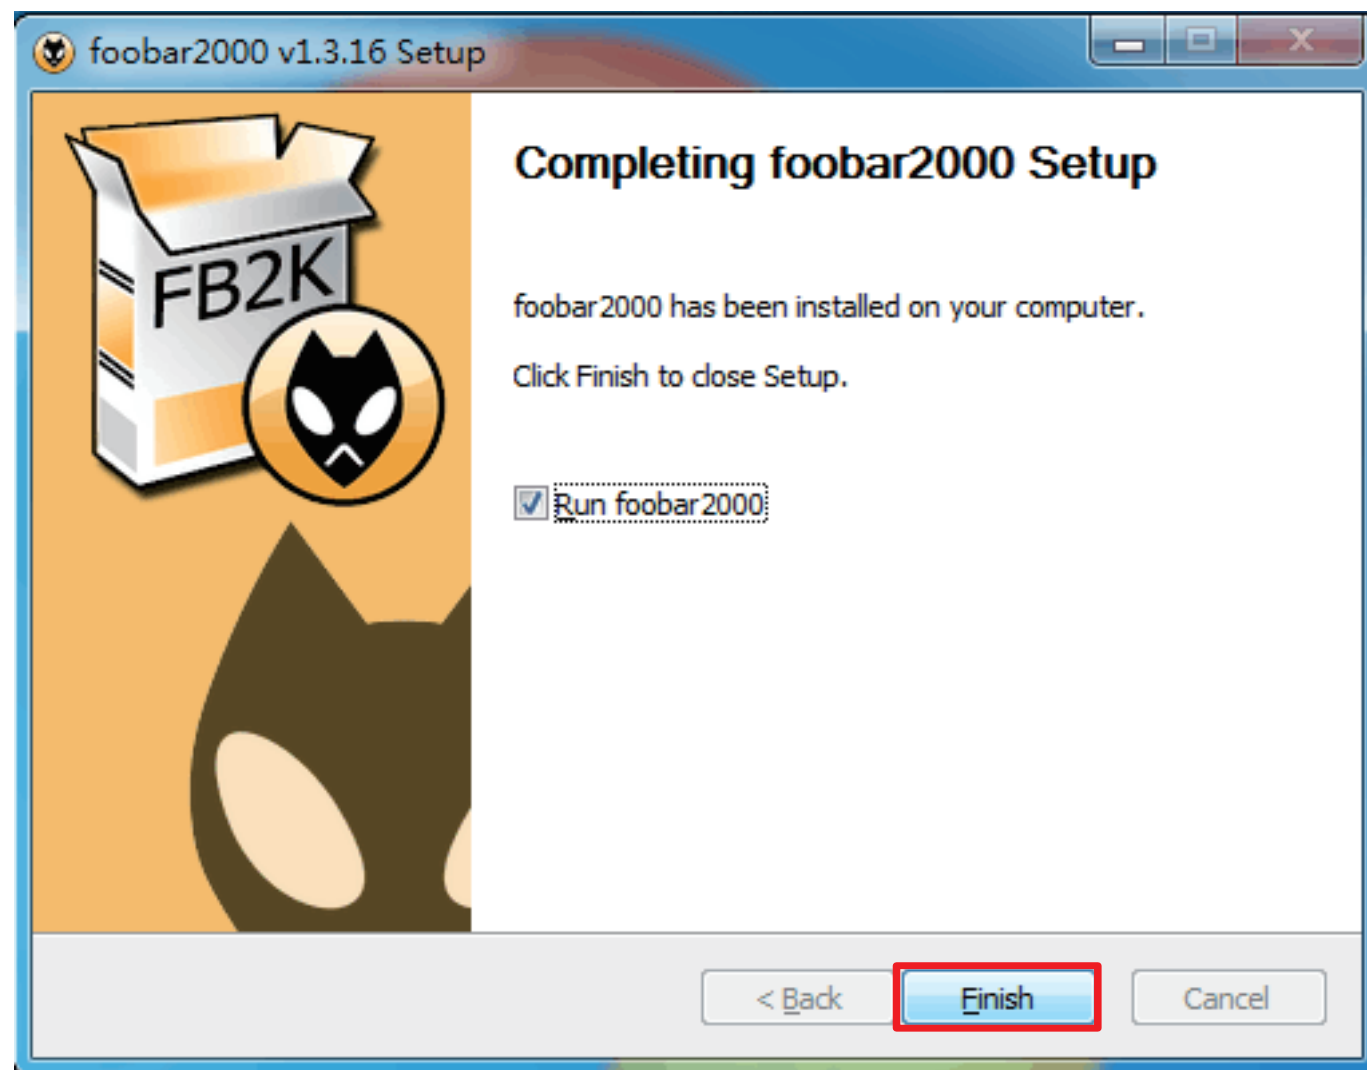 foobar2000 v1.3.16 Setup
FB2K
Completing foobar2000 Setup
foobar2000 has been installed on your computer.
Click Finish to close Setup.
Run foobar2000
< Back
Finish
Cancel